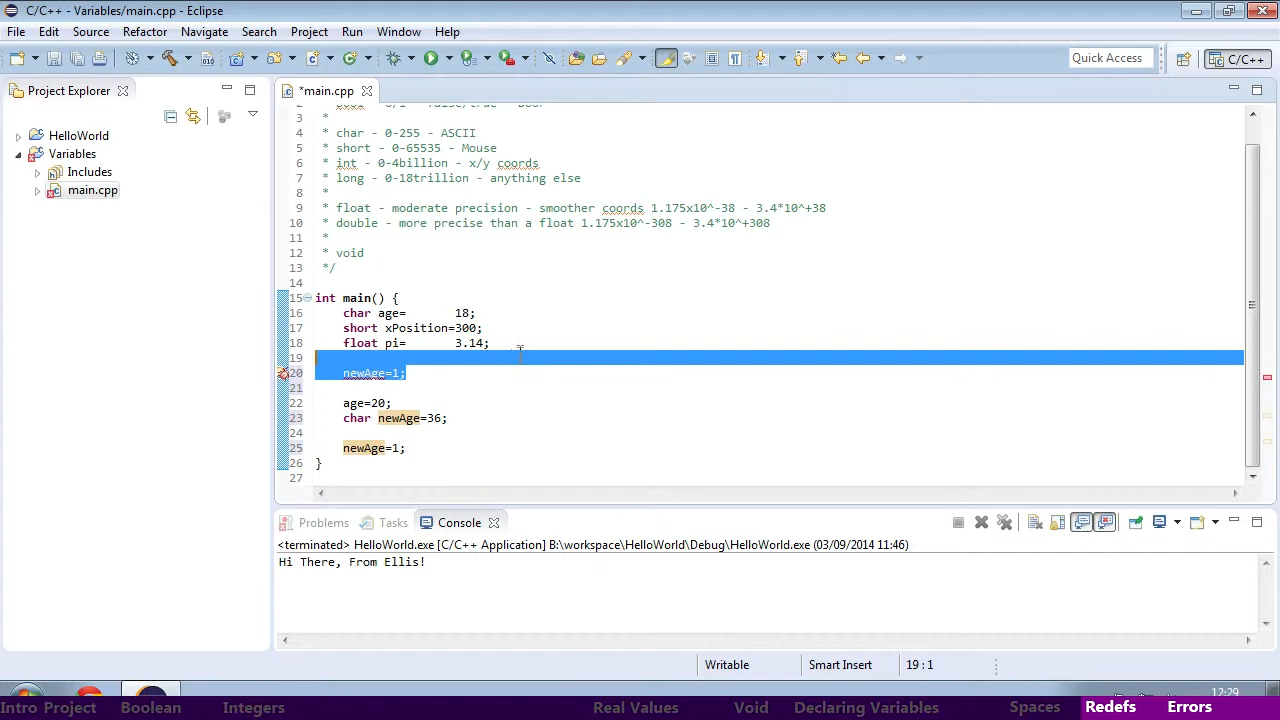 C/C++ - Variables/main.cpp - Eclipse
File Edit Source Refactor Navigate Search Project Run Window Help
Quick Access
C/C++
Project Explorer
*main.cpp
HelloWorld
Variables
Includes
main.cpp
3 *
4 * char - 0-255 - ASCII
5 * short - 0-65535 - Mouse
6 * int - 0-4billion - x/y coords
7 * long - 0-18trillion - anything else
8 *
9 * float - moderate precision - smoother coords 1.175x10^-38 - 3.4*10^+38
10 * double - more precise than a float 1.175x10^-308 - 3.4*10^+308
11 *
12 * void
13 */
14
15 int main() {
16 char age= 18;
17 short xPosition=300;
18 float pi= 3.14;
19
20 newAge=1;
21
22 age=20;
23 char newAge=36;
24
25 newAge=1;
26 }
27
Problems Tasks Console
<terminated> HelloWorld.exe [C/C++ Application] B:\workspace\HelloWorld\Debug\HelloWorld.exe (03/09/2014 11:46)
Hi There, From Ellis!
Writable Smart Insert 19 : 1
12:29
Intro Project Boolean Integers Real Values Void Declaring Variables Spaces Redefs Errors